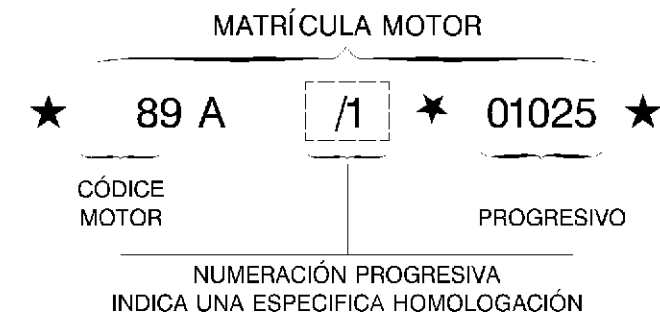 MATRÍCULA MOTOR
★ 89 A /1 ★ 01025 ★
CÓDICE
MOTOR
PROGRESIVO
NUMERACIÓN PROGRESIVA
INDICA UNA ESPECIFICA HOMOLOGACIÓN